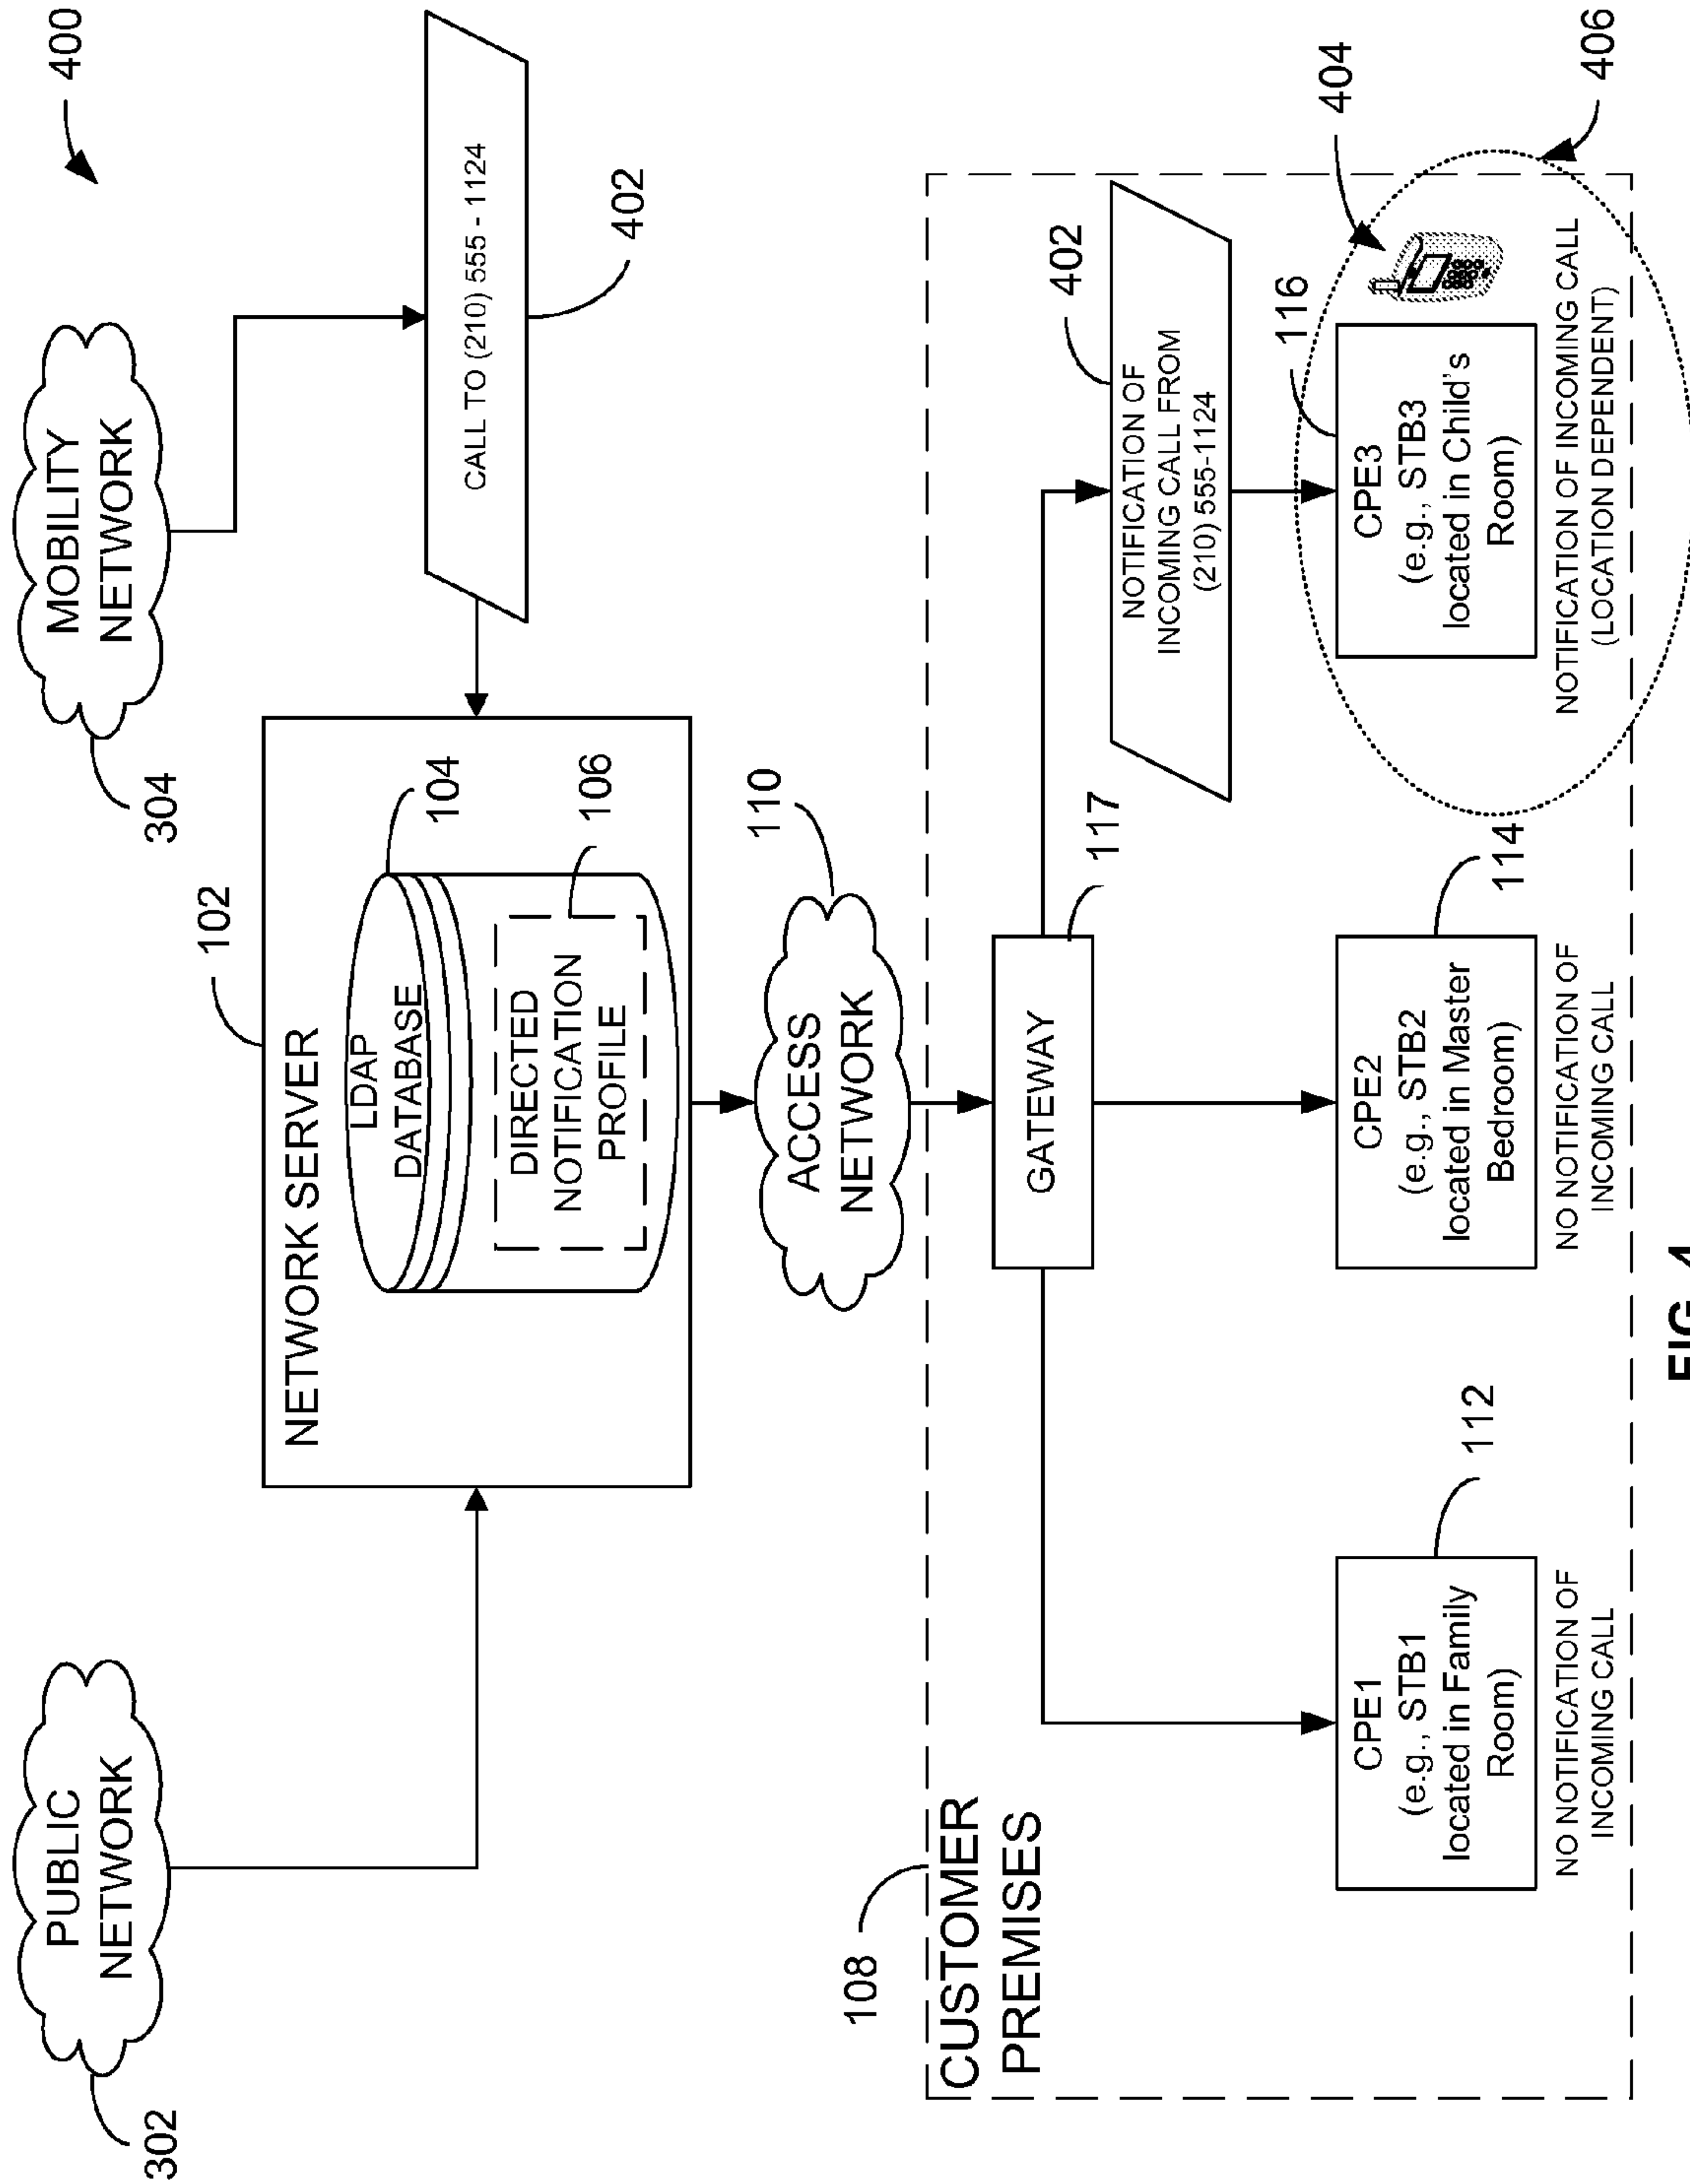 400
PUBLIC
NETWORK
302
MOBILITY
NETWORK
304
NETWORK SERVER
102
LDAP
DATABASE
104
DIRECTED
NOTIFICATION
PROFILE
106
CALL TO (210) 555 - 1124
402
ACCESS
NETWORK
110
108
CUSTOMER
PREMISES
GATEWAY
117
NOTIFICATION OF
INCOMING CALL FROM
(210) 555-1124
402
CPE1
(e.g., STB1
located in Family
Room)
112
NO NOTIFICATION OF
INCOMING CALL
CPE2
(e.g., STB2
located in Master
Bedroom)
114
NO NOTIFICATION OF
INCOMING CALL
CPE3
(e.g., STB3
located in Child's
Room)
116
404
406
NOTIFICATION OF INCOMING CALL
(LOCATION DEPENDENT)
FIG. 4